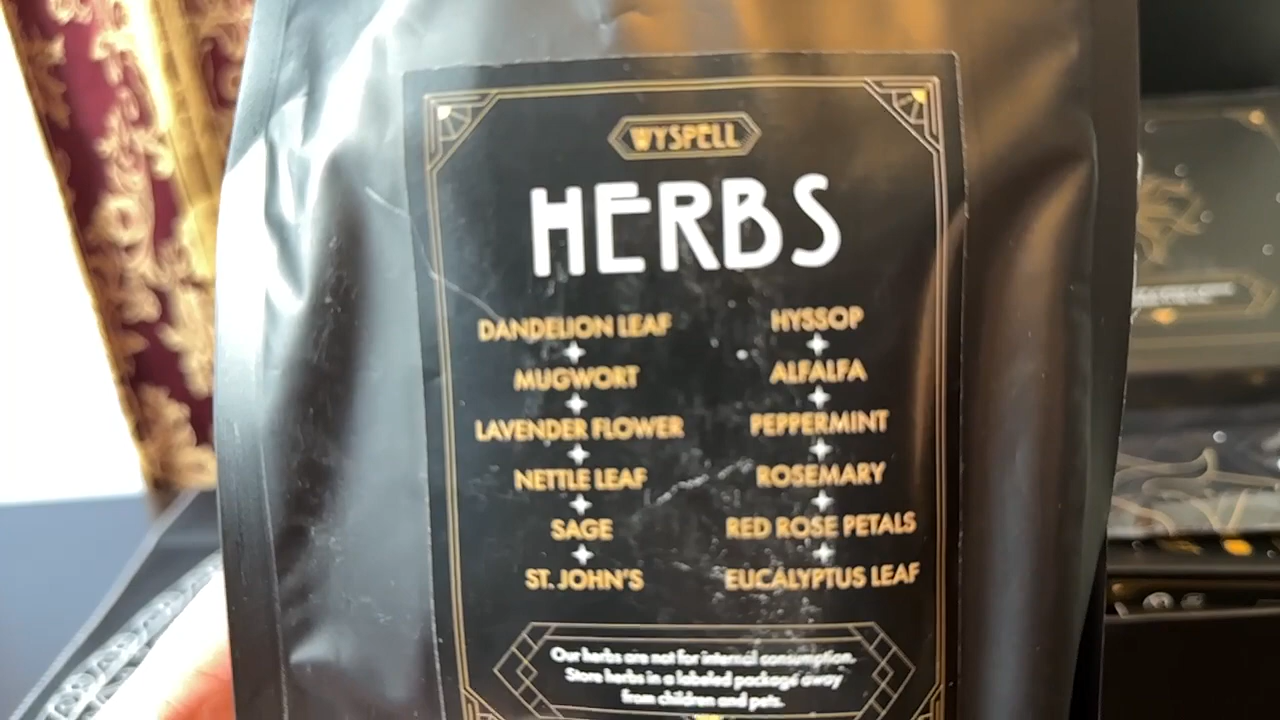 WYSPELL
HERBS
DANDELION LEAF
MUGWORT
LAVENDER FLOWER
NETTLE LEAF
SAGE
ST. JOHN'S
HYSSOP
ALFALFA
PEPPERMINT
ROSEMARY
RED ROSE PETALS
EUCALYPTUS LEAF
Our herbs are not for internal consumption.
Store herbs in a labeled package away
from children and pets.